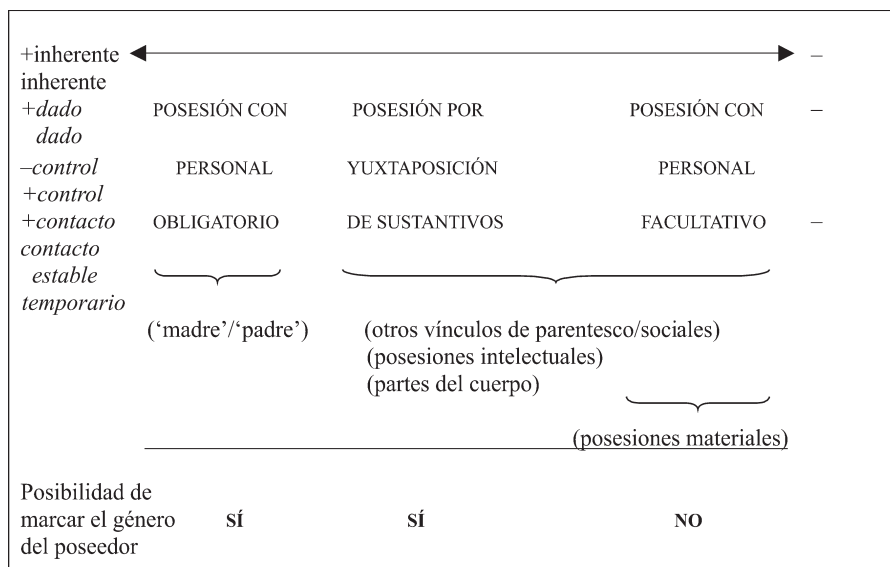 +inherente –
inherente
+dado POSESIÓN CON POSESIÓN POR POSESIÓN CON –
dado
–control PERSONAL YUXTAPOSICIÓN PERSONAL
+control
+contacto OBLIGATORIO DE SUSTANTIVOS FACULTATIVO –
contacto
estable
temporario
(‘madre’/‘padre’) (otros vínculos de parentesco/sociales)
(posesiones intelectuales)
(partes del cuerpo)
(posesiones materiales)
Posibilidad de
marcar el género SÍ SÍ NO
del poseedor